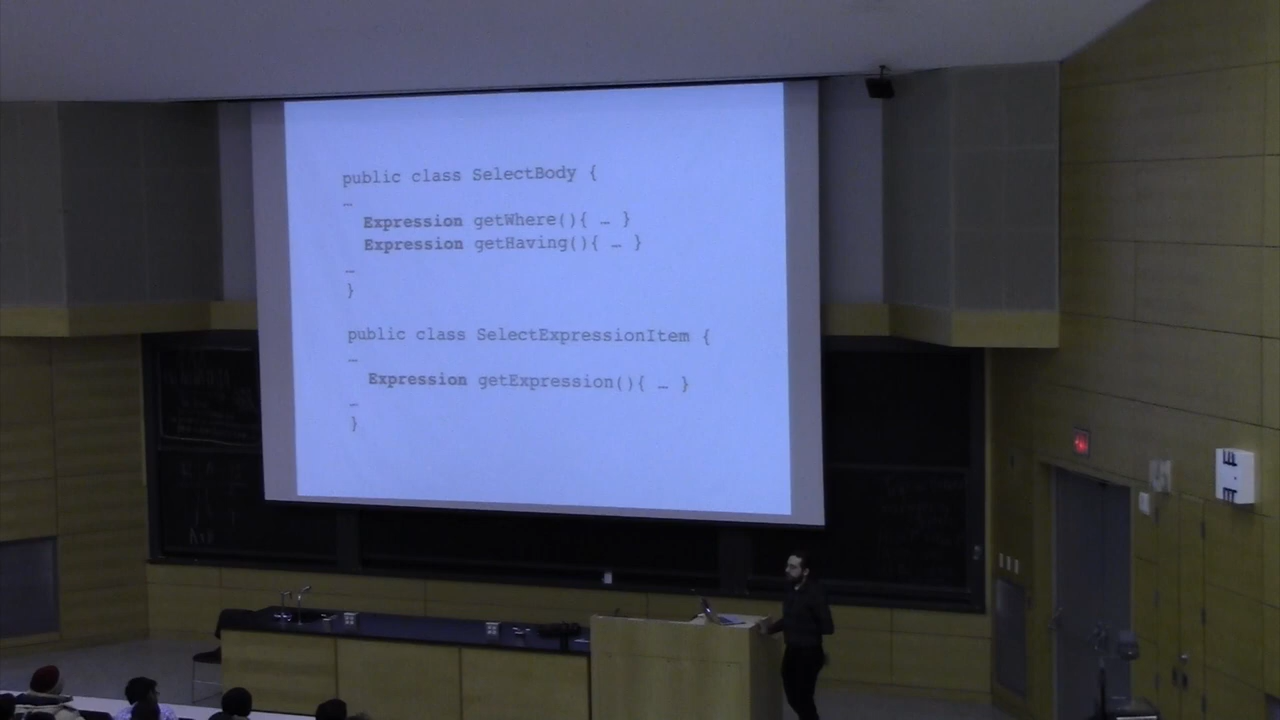 public class SelectBody {
…
Expression getWhere(){ … }
Expression getHaving(){ … }
…
}
public class SelectExpressionItem {
…
Expression getExpression(){ … }
…
}